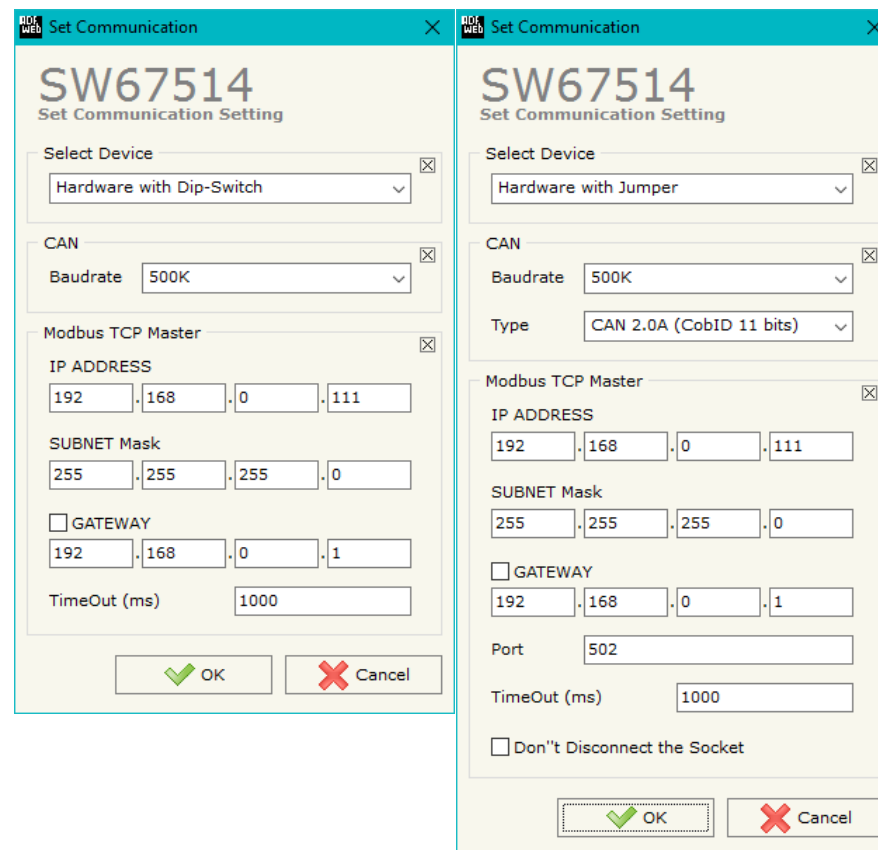 ADF WEB Set Communication
SW67514
Set Communication Setting
Select Device
Hardware with Dip-Switch
CAN
Baudrate 500K
Modbus TCP Master
IP ADDRESS
192 . 168 . 0 . 111
SUBNET Mask
255 . 255 . 255 . 0
GATEWAY
192 . 168 . 0 . 1
TimeOut (ms) 1000
OK Cancel
ADF WEB Set Communication
SW67514
Set Communication Setting
Select Device
Hardware with Jumper
CAN
Baudrate 500K
Type CAN 2.0A (CobID 11 bits)
Modbus TCP Master
IP ADDRESS
192 . 168 . 0 . 111
SUBNET Mask
255 . 255 . 255 . 0
GATEWAY
192 . 168 . 0 . 1
Port 502
TimeOut (ms) 1000
Don''t Disconnect the Socket
OK Cancel